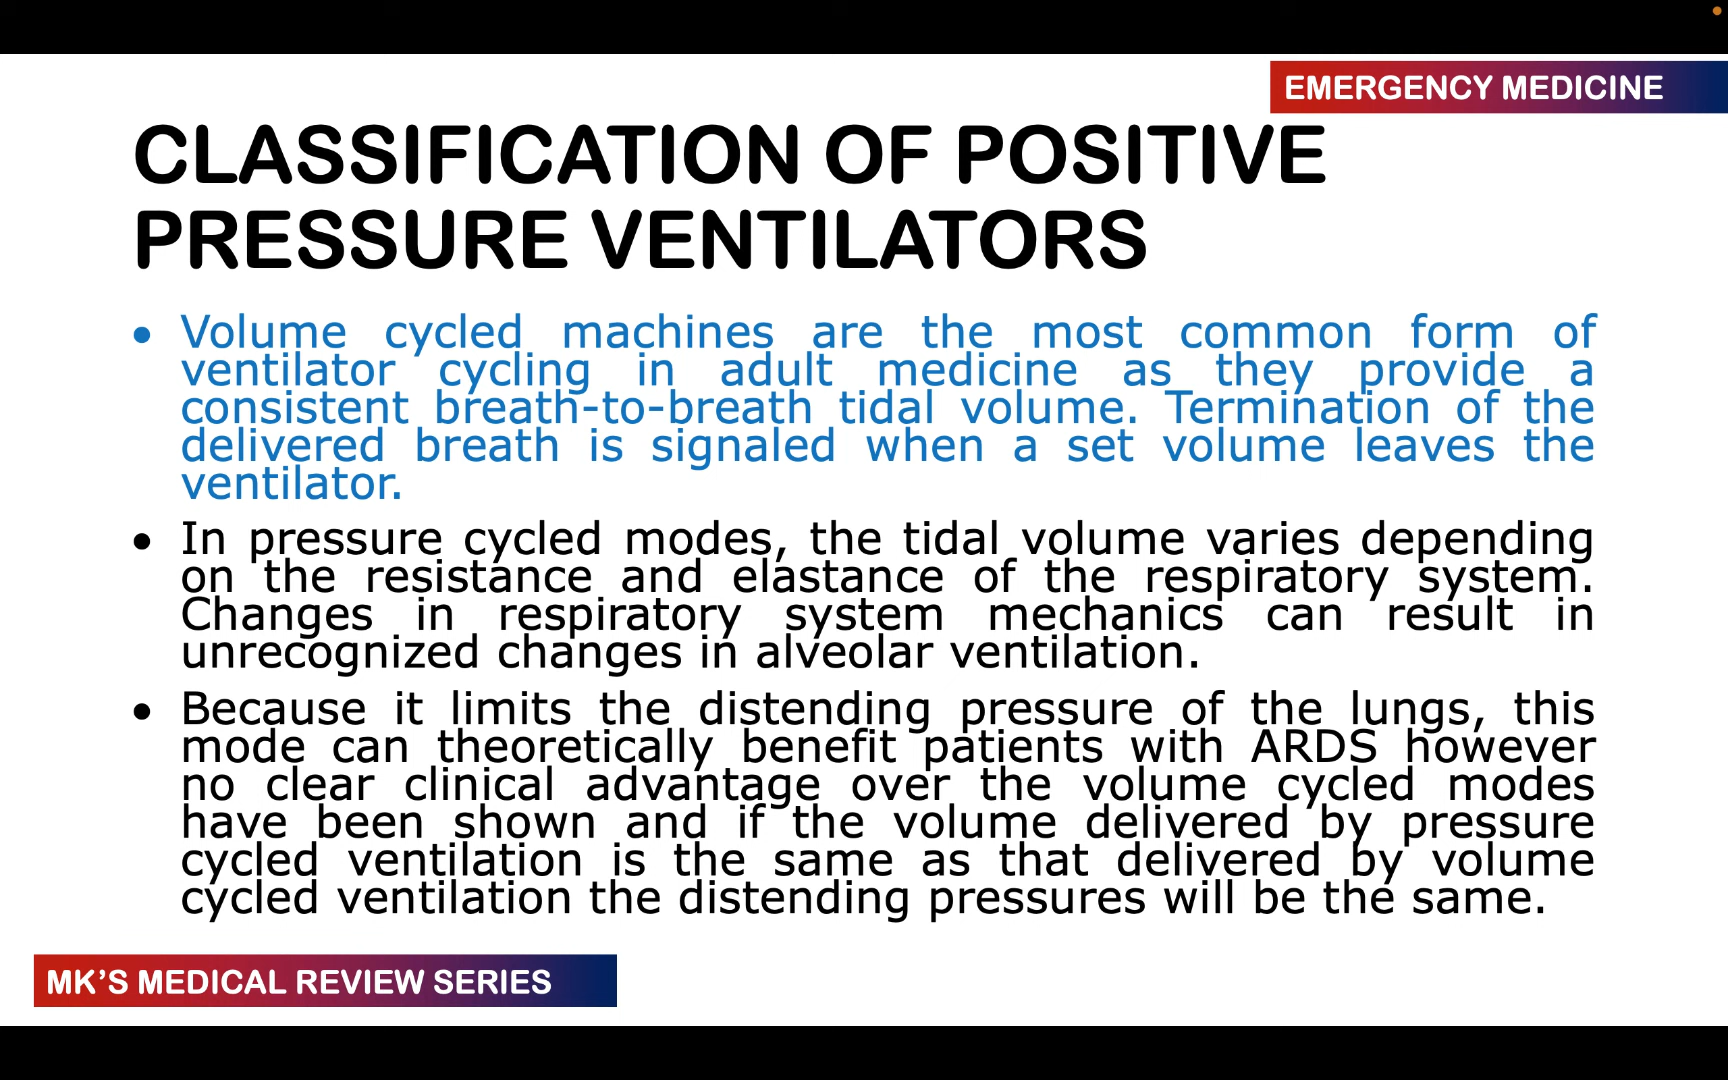 EMERGENCY MEDICINE
CLASSIFICATION OF POSITIVE
PRESSURE VENTILATORS
• Volume cycled machines are the most common form of
ventilator cycling in adult medicine as they provide a
consistent breath-to-breath tidal volume. Termination of the
delivered breath is signaled when a set volume leaves the
ventilator.
• In pressure cycled modes, the tidal volume varies depending
on the resistance and elastance of the respiratory system.
Changes in respiratory system mechanics can result in
unrecognized changes in alveolar ventilation.
• Because it limits the distending pressure of the lungs, this
mode can theoretically benefit patients with ARDS however
no clear clinical advantage over the volume cycled modes
have been shown and if the volume delivered by pressure
cycled ventilation is the same as that delivered by volume
cycled ventilation the distending pressures will be the same.
MK’S MEDICAL REVIEW SERIES